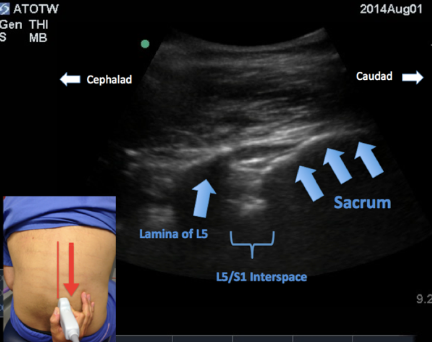 ATOTW
2014Aug01
Gen THI
S MB
Cephalad
Caudad
Sacrum
Lamina of L5
L5/S1 Interspace
9.2